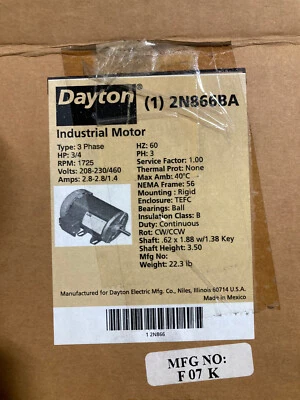 Dayton (1) 2N866BA
Industrial Motor
Type: 3 Phase
HP: 3/4
RPM: 1725
Volts: 208-230/460
Amps: 2.8-2.8/1.4
HZ: 60
PH: 3
Service Factor: 1.00
Thermal Prot: None
Max Amb: 40°C
NEMA Frame: 56
Mounting : Rigid
Enclosure: TEFC
Bearings: Ball
Insulation Class: B
Duty: Continuous
Rot: CW/CCW
Shaft: .62 x 1.88 w/1.38 Key
Shaft Height: 3.50
Mfg No:
Weight: 22.3 lb
Manufactured for Dayton Electric Mfg. Co., Niles, Illinois 60714 U.S.A.
Made in Mexico
1 2N866
MFG NO:
F 07 K